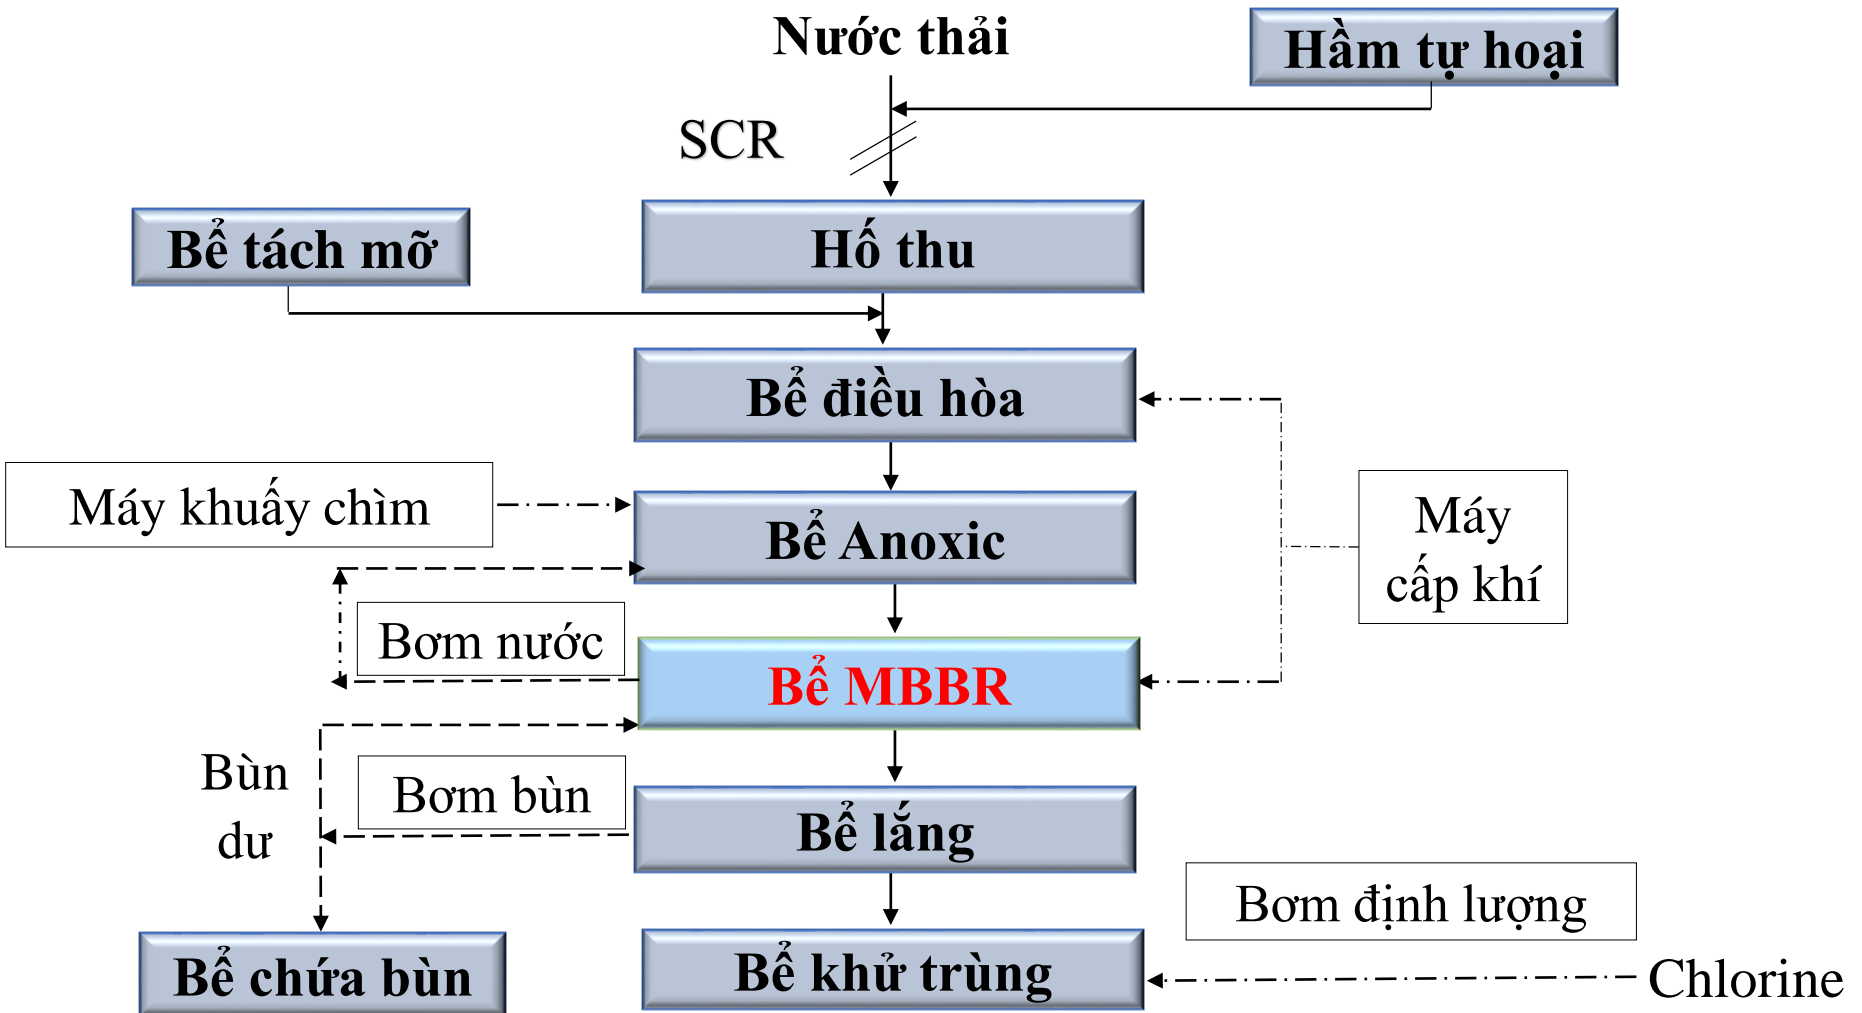 Nước thải
Hầm tự hoại
SCR
Bể tách mỡ
Hố thu
Bể điều hòa
Máy khuấy chìm
Bể Anoxic
Máy
cấp khí
Bơm nước
Bể MBBR
Bùn
dư
Bơm bùn
Bể lắng
Bơm định lượng
Bể chứa bùn
Bể khử trùng
Chlorine